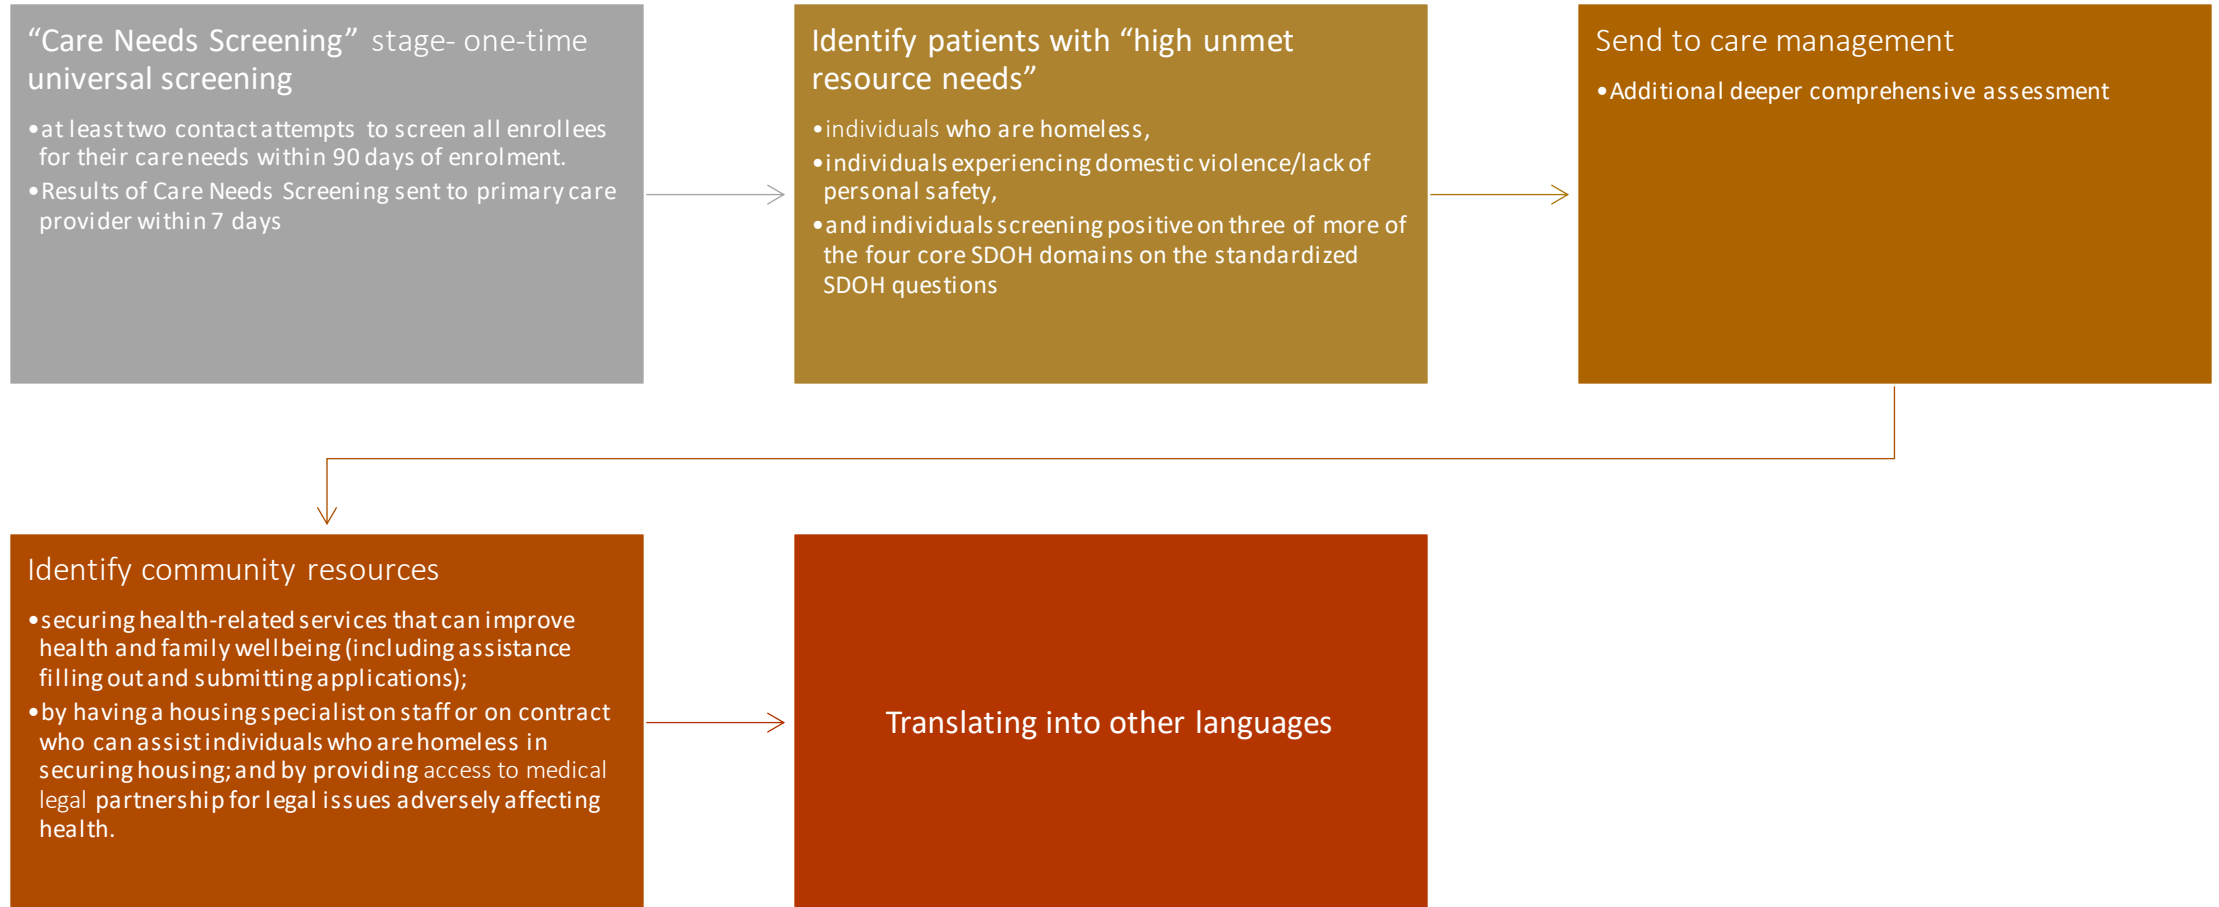 “Care Needs Screening” stage- one-time
universal screening
•at least two contact attempts to screen all enrollees
for their care needs within 90 days of enrolment.
•Results of Care Needs Screening sent to primary care
provider within 7 days
Identify patients with “high unmet
resource needs”
•individuals who are homeless,
•individuals experiencing domestic violence/lack of
personal safety,
•and individuals screening positive on three of more of
the four core SDOH domains on the standardized
SDOH questions
Send to care management
•Additional deeper comprehensive assessment
Identify community resources
•securing health-related services that can improve
health and family wellbeing (including assistance
filling out and submitting applications);
•by having a housing specialist on staff or on contract
who can assist individuals who are homeless in
securing housing; and by providing access to medical
legal partnership for legal issues adversely affecting
health.
Translating into other languages